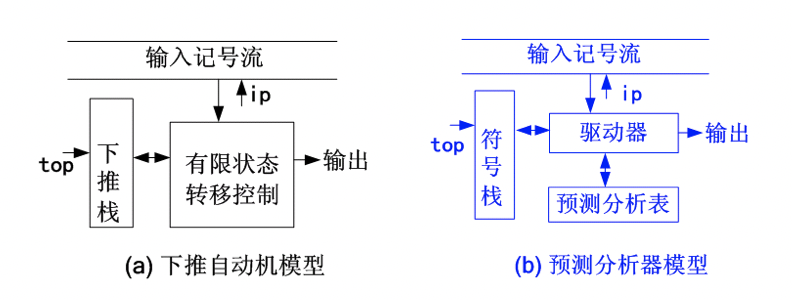 输入记号流
ip
top
下推栈
有限状态
转移控制
输出
(a) 下推自动机模型
输入记号流
ip
top
符号栈
驱动器
输出
预测分析表
(b) 预测分析器模型